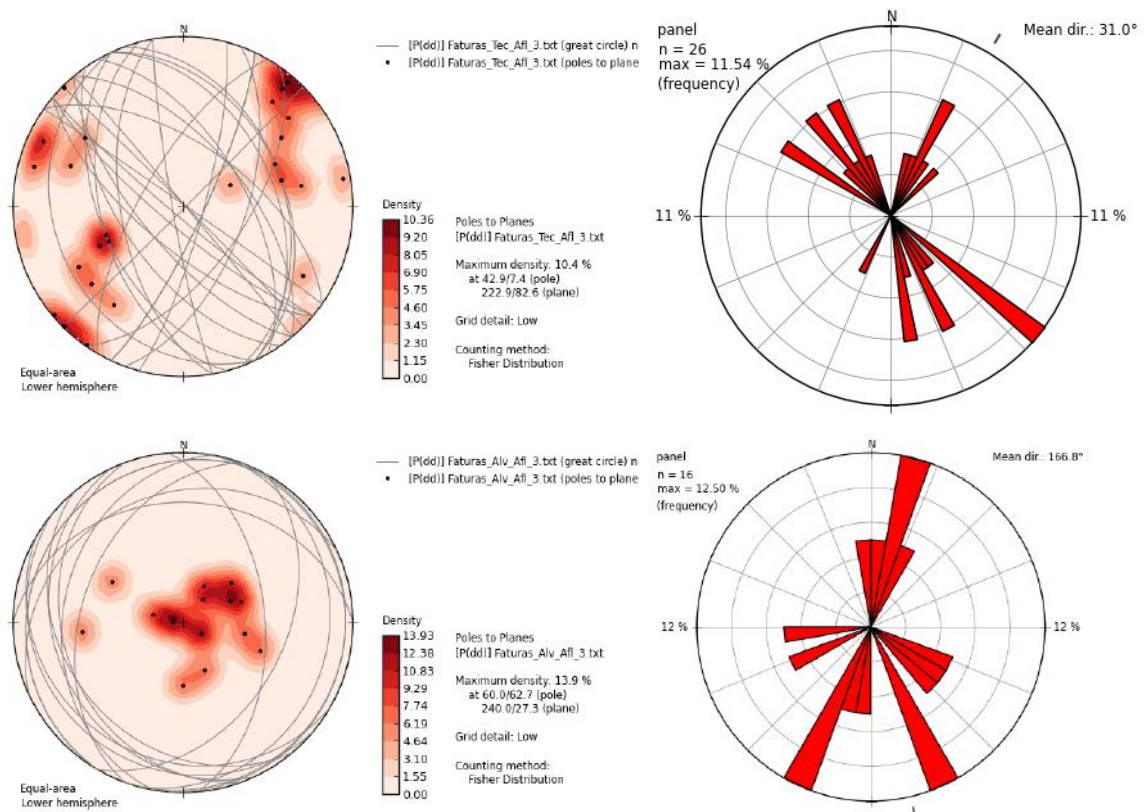 N
[P(dd)] Faturas_Tec_Afl_3.txt (great circle) n
[P(dd)] Faturas_Tec_Afl_3.txt (poles to plane
Density
10.36
9.20
8.05
6.90
5.75
4.60
3.45
2.30
1.15
0.00
Poles to Planes
[P(dd)] Faturas_Tec_Afl_3.txt
Maximum density: 10.4 %
at 42.9/7.4 (pole)
222.9/82.6 (plane)
Grid detail: Low
Counting method:
Fisher Distribution
Equal-area
Lower hemisphere
panel
n = 26
max = 11.54 %
(frequency)
N
Mean dir.: 31.0°
11 %
11 %
N
[P(dd)] Faturas_Alv_Afl_3.txt (great circle) n
[P(dd)] Faturas_Alv_Afl_3.txt (poles to plane
Density
13.93
12.38
10.83
9.29
7.74
6.19
4.64
3.10
1.55
0.00
Poles to Planes
[P(dd)] Faturas_Alv_Afl_3.txt
Maximum density: 13.9 %
at 60.0/62.7 (pole)
240.0/27.3 (plane)
Grid detail: Low
Counting method:
Fisher Distribution
Equal-area
Lower hemisphere
panel
n = 16
max = 12.50 %
(frequency)
N
Mean dir.: 166.8°
12 %
12 %